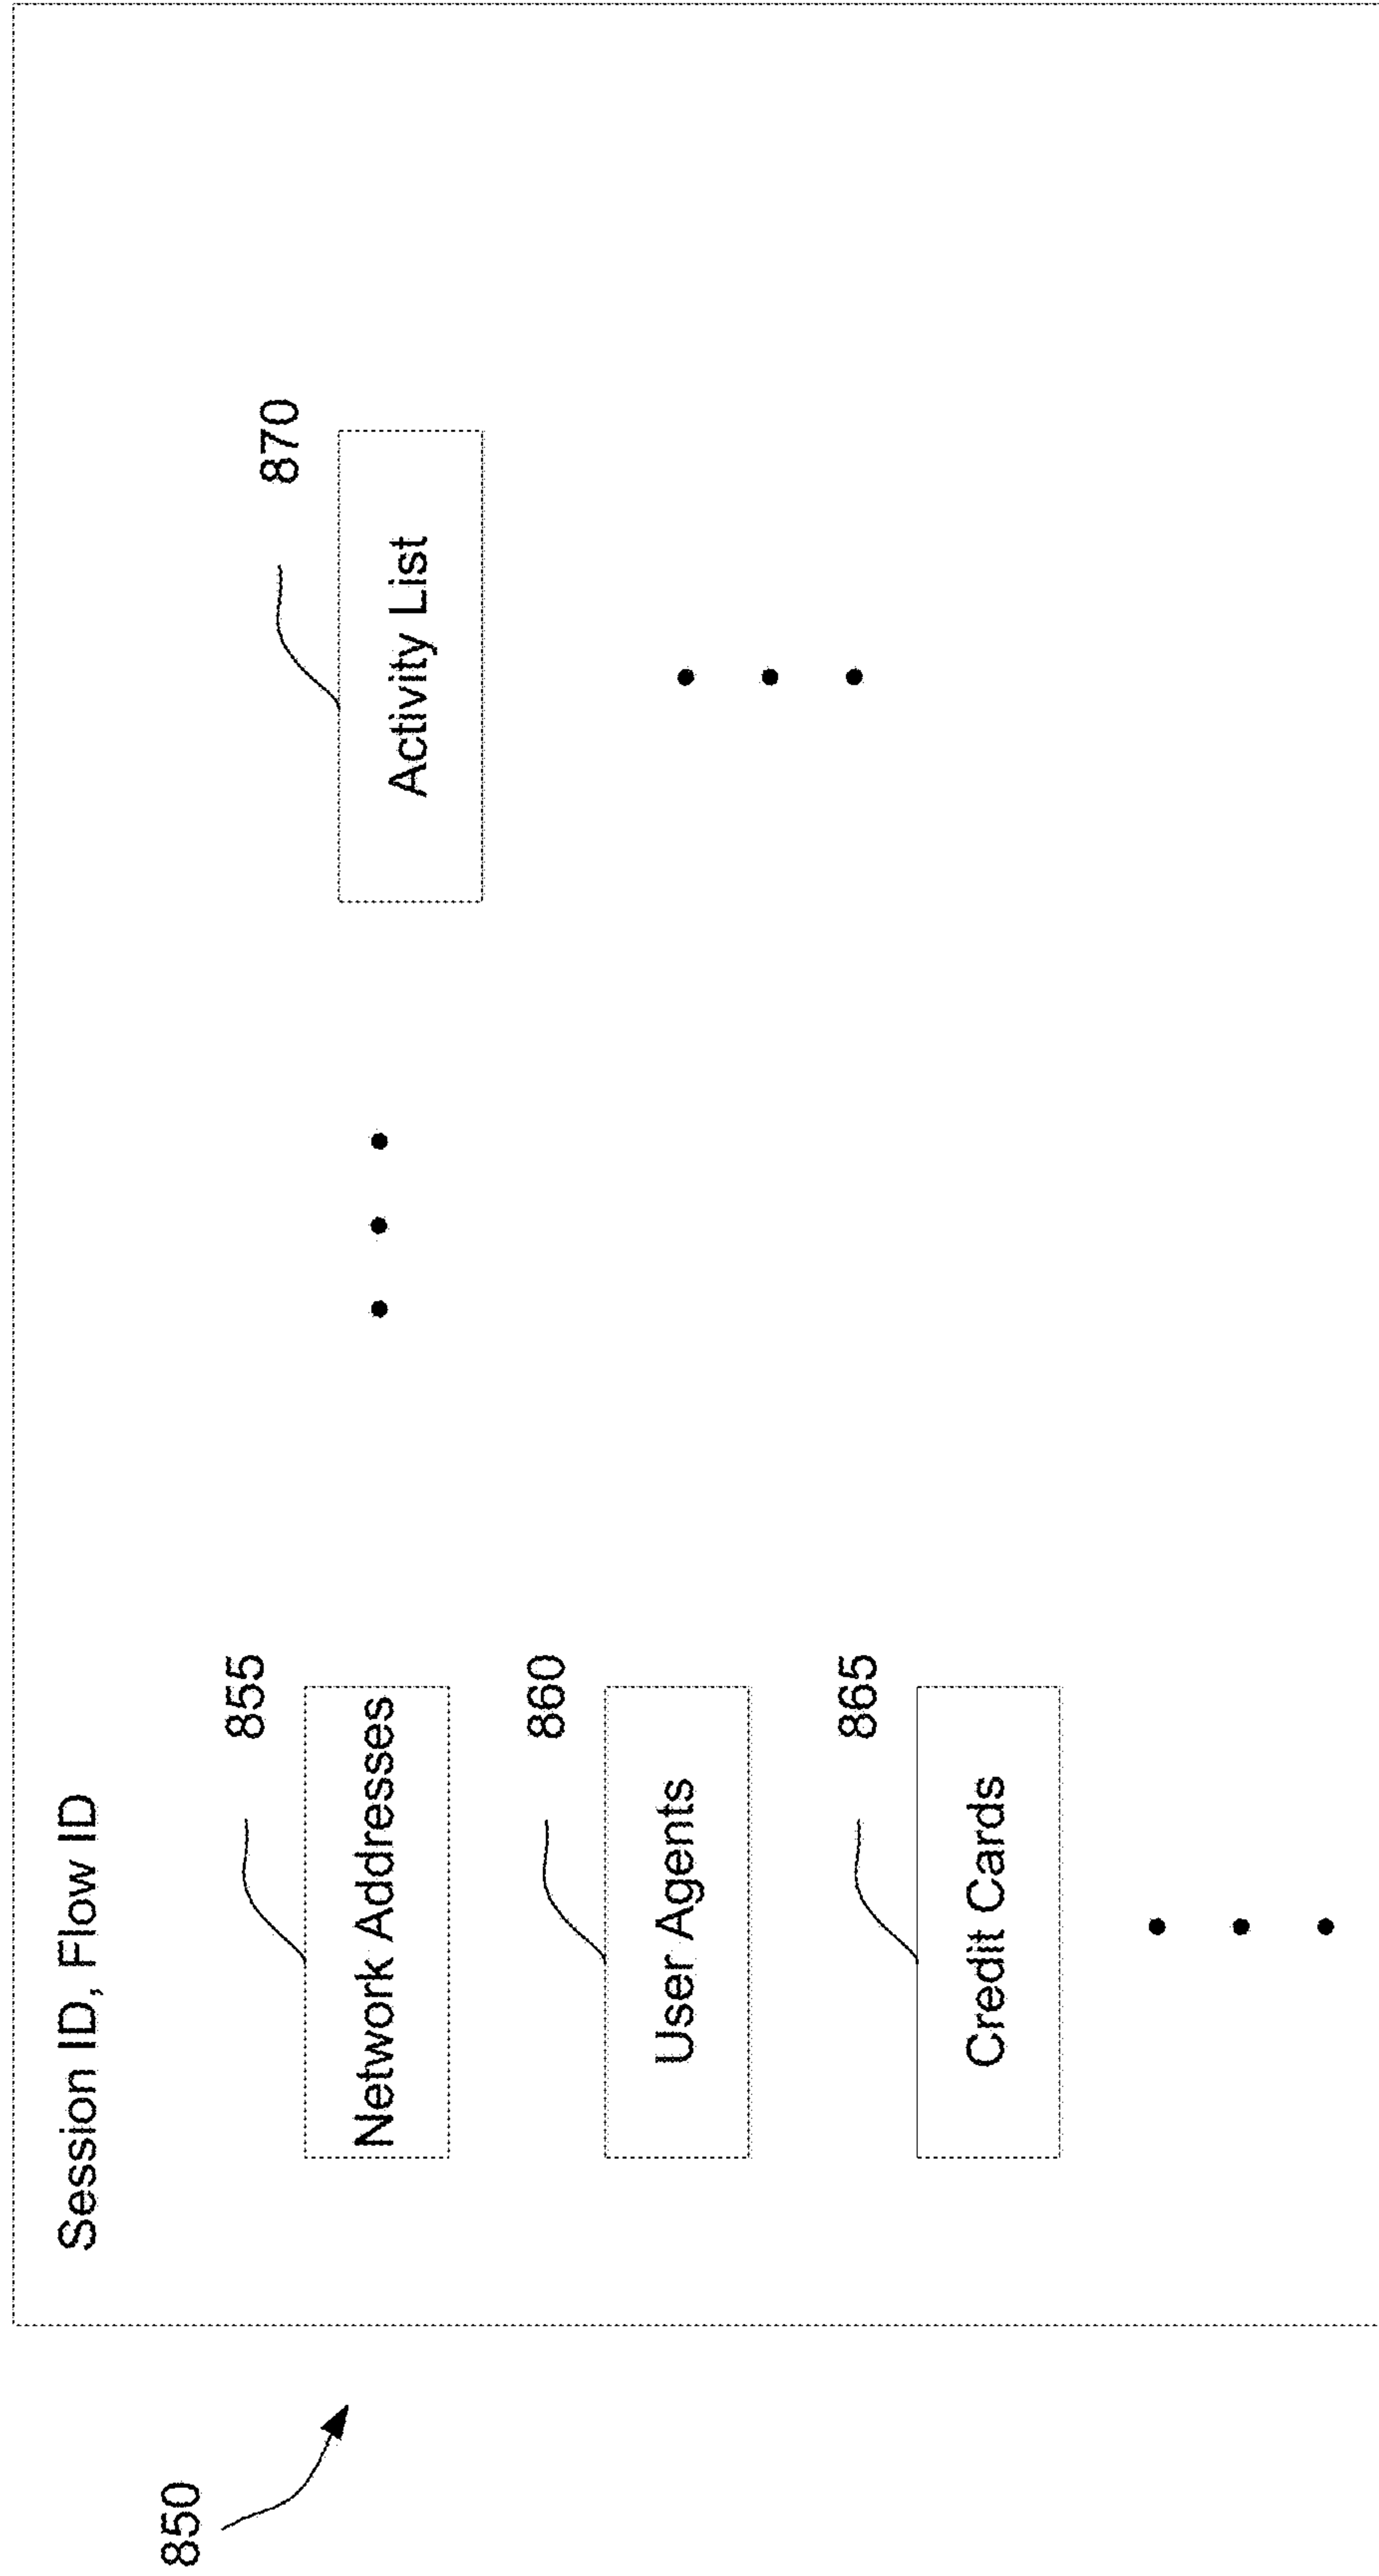 850
Session ID, Flow ID
855
Network Addresses
860
User Agents
865
Credit Cards
870
Activity List